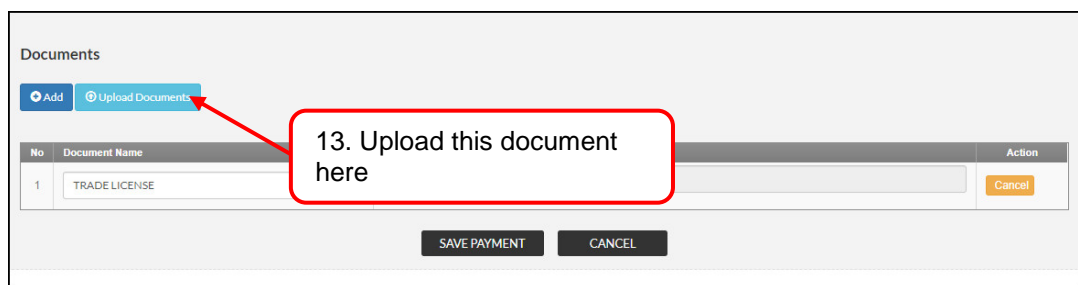 Documents
Add Upload Documents
13. Upload this document
here
No Document Name Action
1 TRADE LICENSE Cancel
SAVE PAYMENT CANCEL